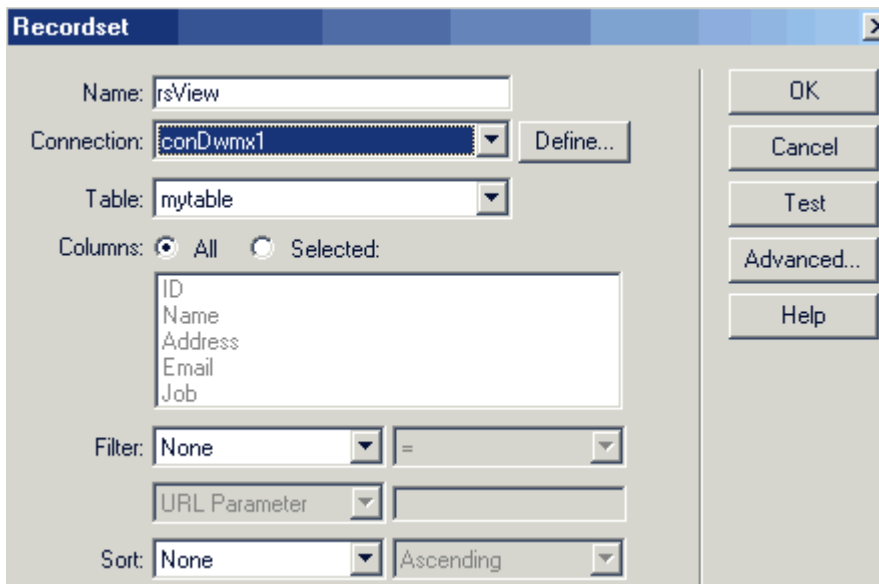 Recordset
Name: rsView
OK
Connection: conDwmx1 Define...
Cancel
Table: mytable
Test
Columns: All Selected:
Advanced...
ID
Name
Help
Address
Email
Job
Filter: None =
URL Parameter
Sort: None Ascending